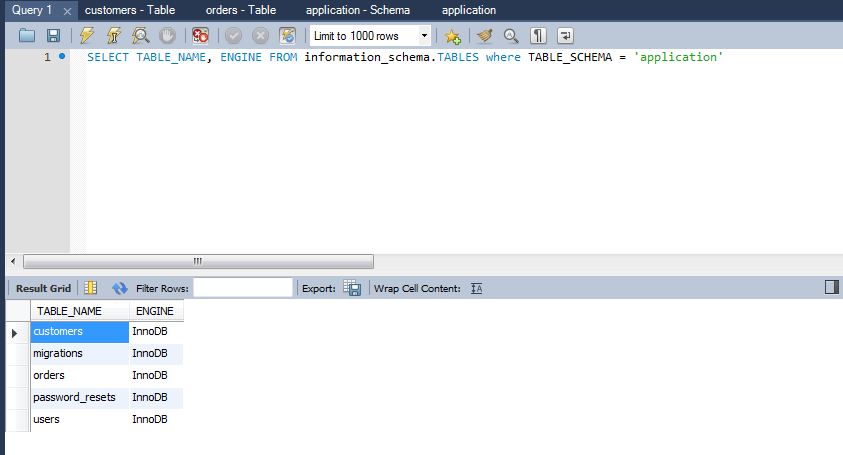 Query 1 × customers - Table orders - Table application - Schema application
Limit to 1000 rows
1 SELECT TABLE_NAME, ENGINE FROM information_schema.TABLES where TABLE_SCHEMA = 'application'
Result Grid Filter Rows: Export: Wrap Cell Content:
TABLE_NAME ENGINE
customers InnoDB
migrations InnoDB
orders InnoDB
password_resets InnoDB
users InnoDB